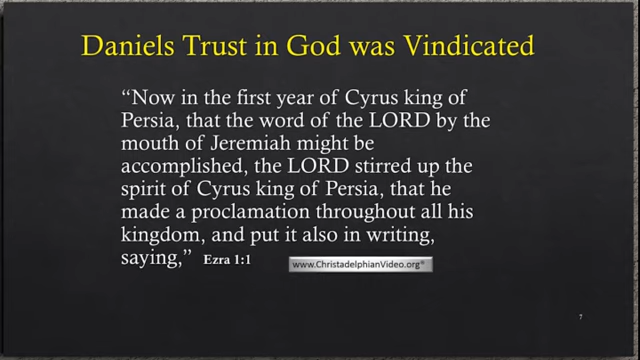 Daniels Trust in God was Vindicated
“Now in the first year of Cyrus king of
Persia, that the word of the LORD by the
mouth of Jeremiah might be
accomplished, the LORD stirred up the
spirit of Cyrus king of Persia, that he
made a proclamation throughout all his
kingdom, and put it also in writing,
saying,” Ezra 1:1
www.ChristadelphianVideo.org®
7